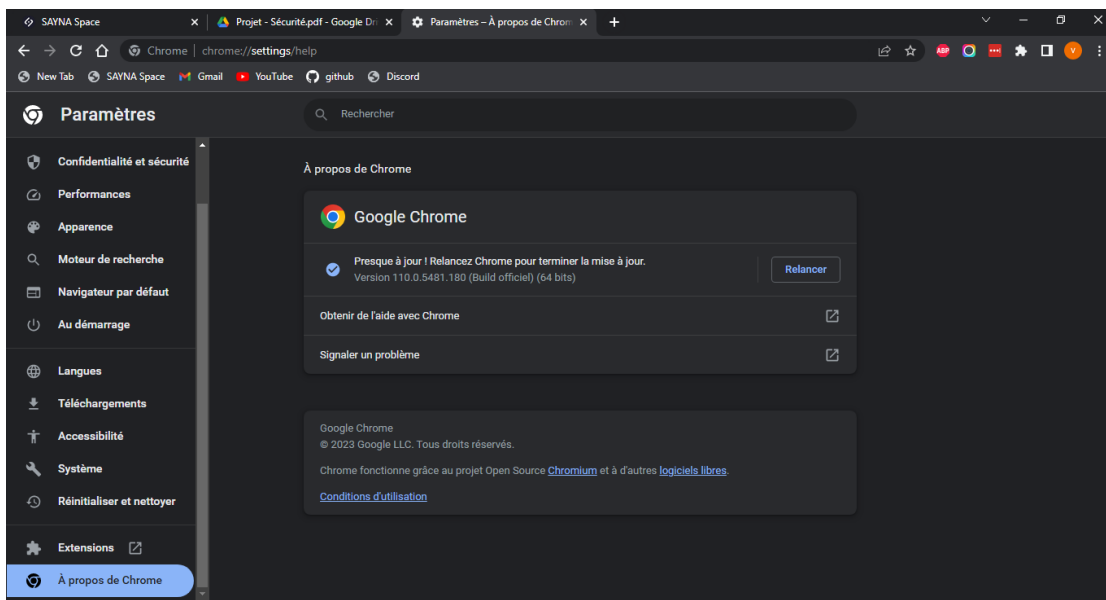 SAYNA Space
Projet - Sécurité.pdf - Google Dri
Paramètres – À propos de Chrom
Chrome | chrome://settings/help
ABP
V
New Tab
SAYNA Space
Gmail
YouTube
github
Discord
Paramètres
Rechercher
Confidentialité et sécurité
Performances
Apparence
Moteur de recherche
Navigateur par défaut
Au démarrage
Langues
Téléchargements
Accessibilité
Système
Réinitialiser et nettoyer
Extensions
À propos de Chrome
À propos de Chrome
Google Chrome
Presque à jour ! Relancez Chrome pour terminer la mise à jour.
Version 110.0.5481.180 (Build officiel) (64 bits)
Relancer
Obtenir de l'aide avec Chrome
Signaler un problème
Google Chrome
© 2023 Google LLC. Tous droits réservés.
Chrome fonctionne grâce au projet Open Source Chromium et à d'autres logiciels libres.
Conditions d'utilisation